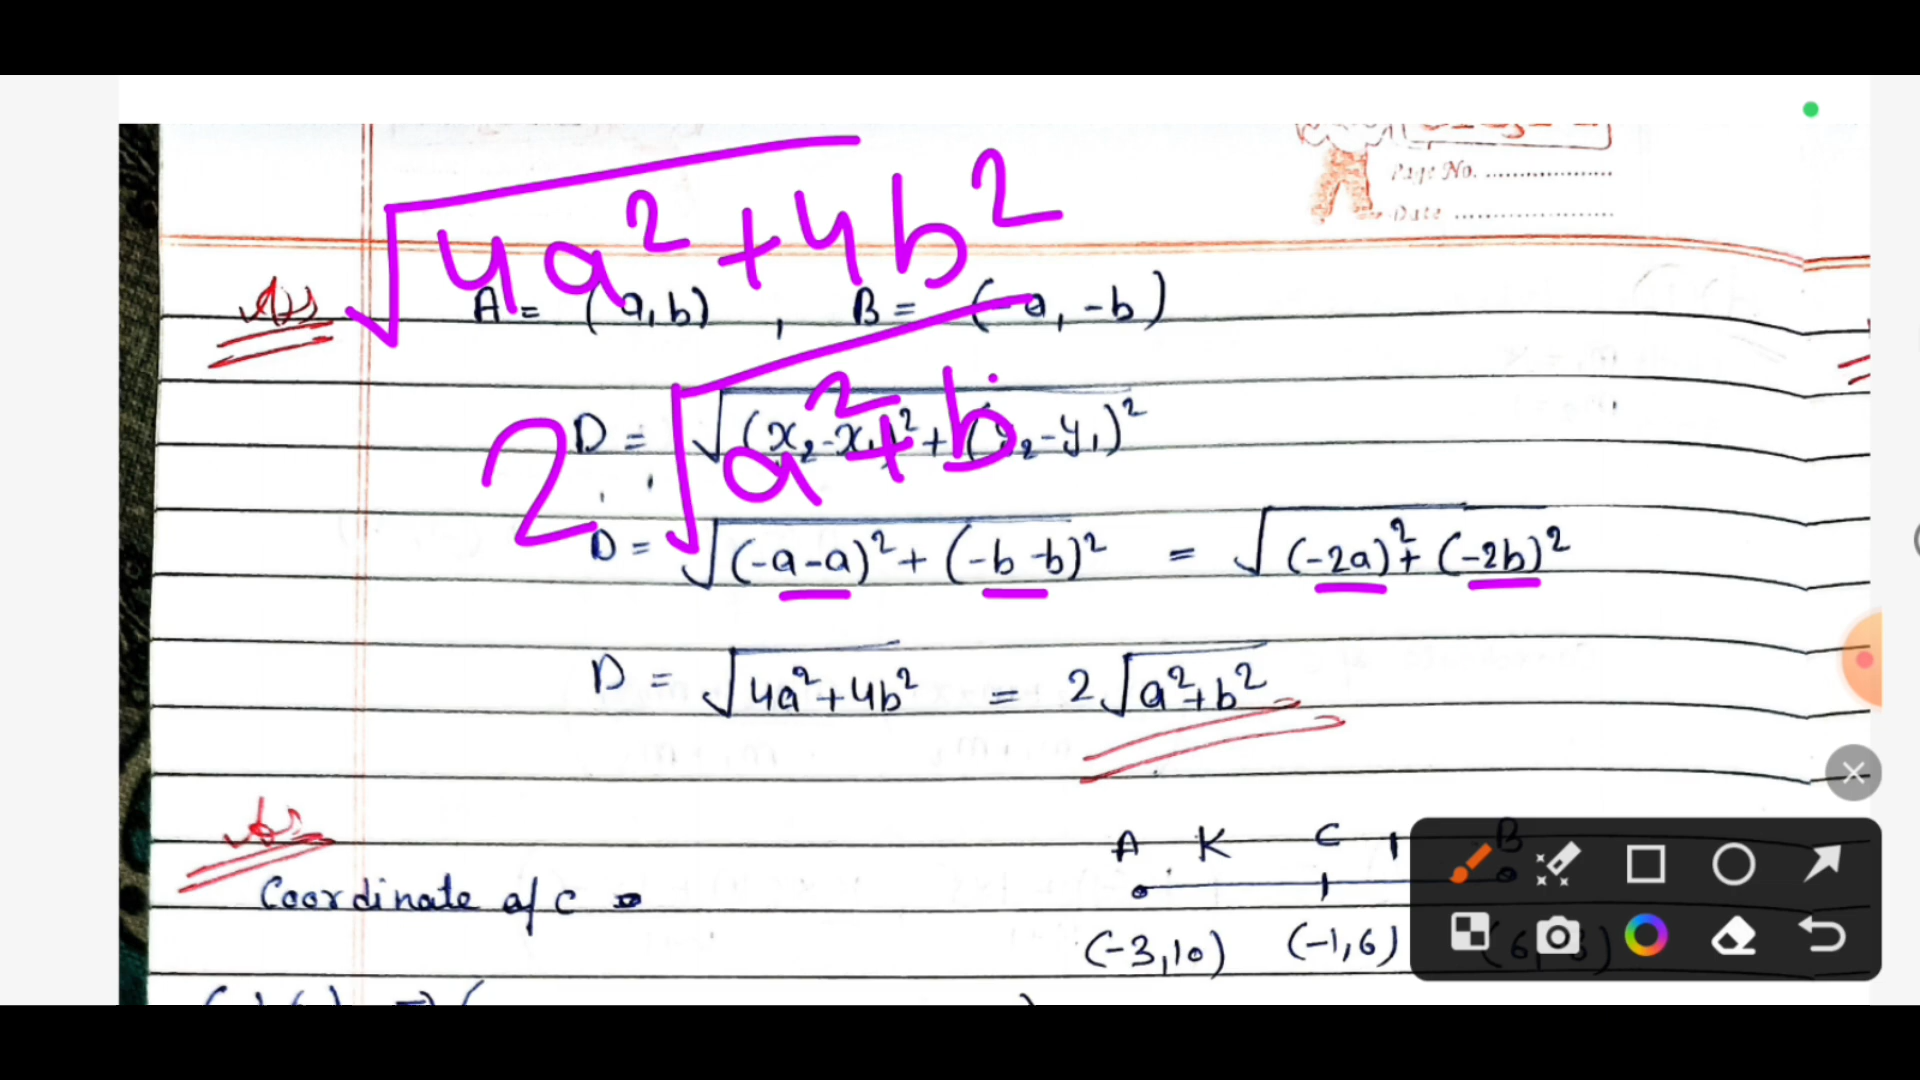 Page No. ....................
Date ....................
√4a²+4b²
A = (a,b) , B = (-a, -b)
D = √(x₂-x₁)²+(y₂-y₁)²
2√a²+b
D = √(-a-a)²+(-b-b)² = √(-2a)²+(-2b)²
D = √4a²+4b² = 2√a²+b²
A K C 1 B
Coordinate of C =
(-3,10) (-1,6)